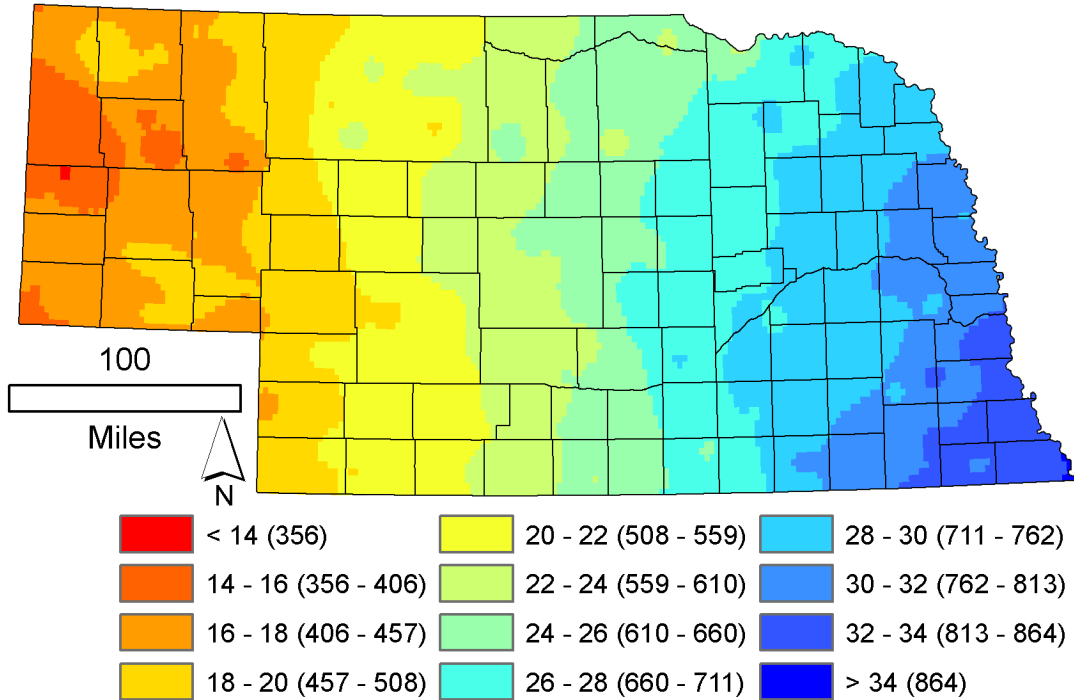 100
Miles
N
< 14 (356)
14 - 16 (356 - 406)
16 - 18 (406 - 457)
18 - 20 (457 - 508)
20 - 22 (508 - 559)
22 - 24 (559 - 610)
24 - 26 (610 - 660)
26 - 28 (660 - 711)
28 - 30 (711 - 762)
30 - 32 (762 - 813)
32 - 34 (813 - 864)
> 34 (864)